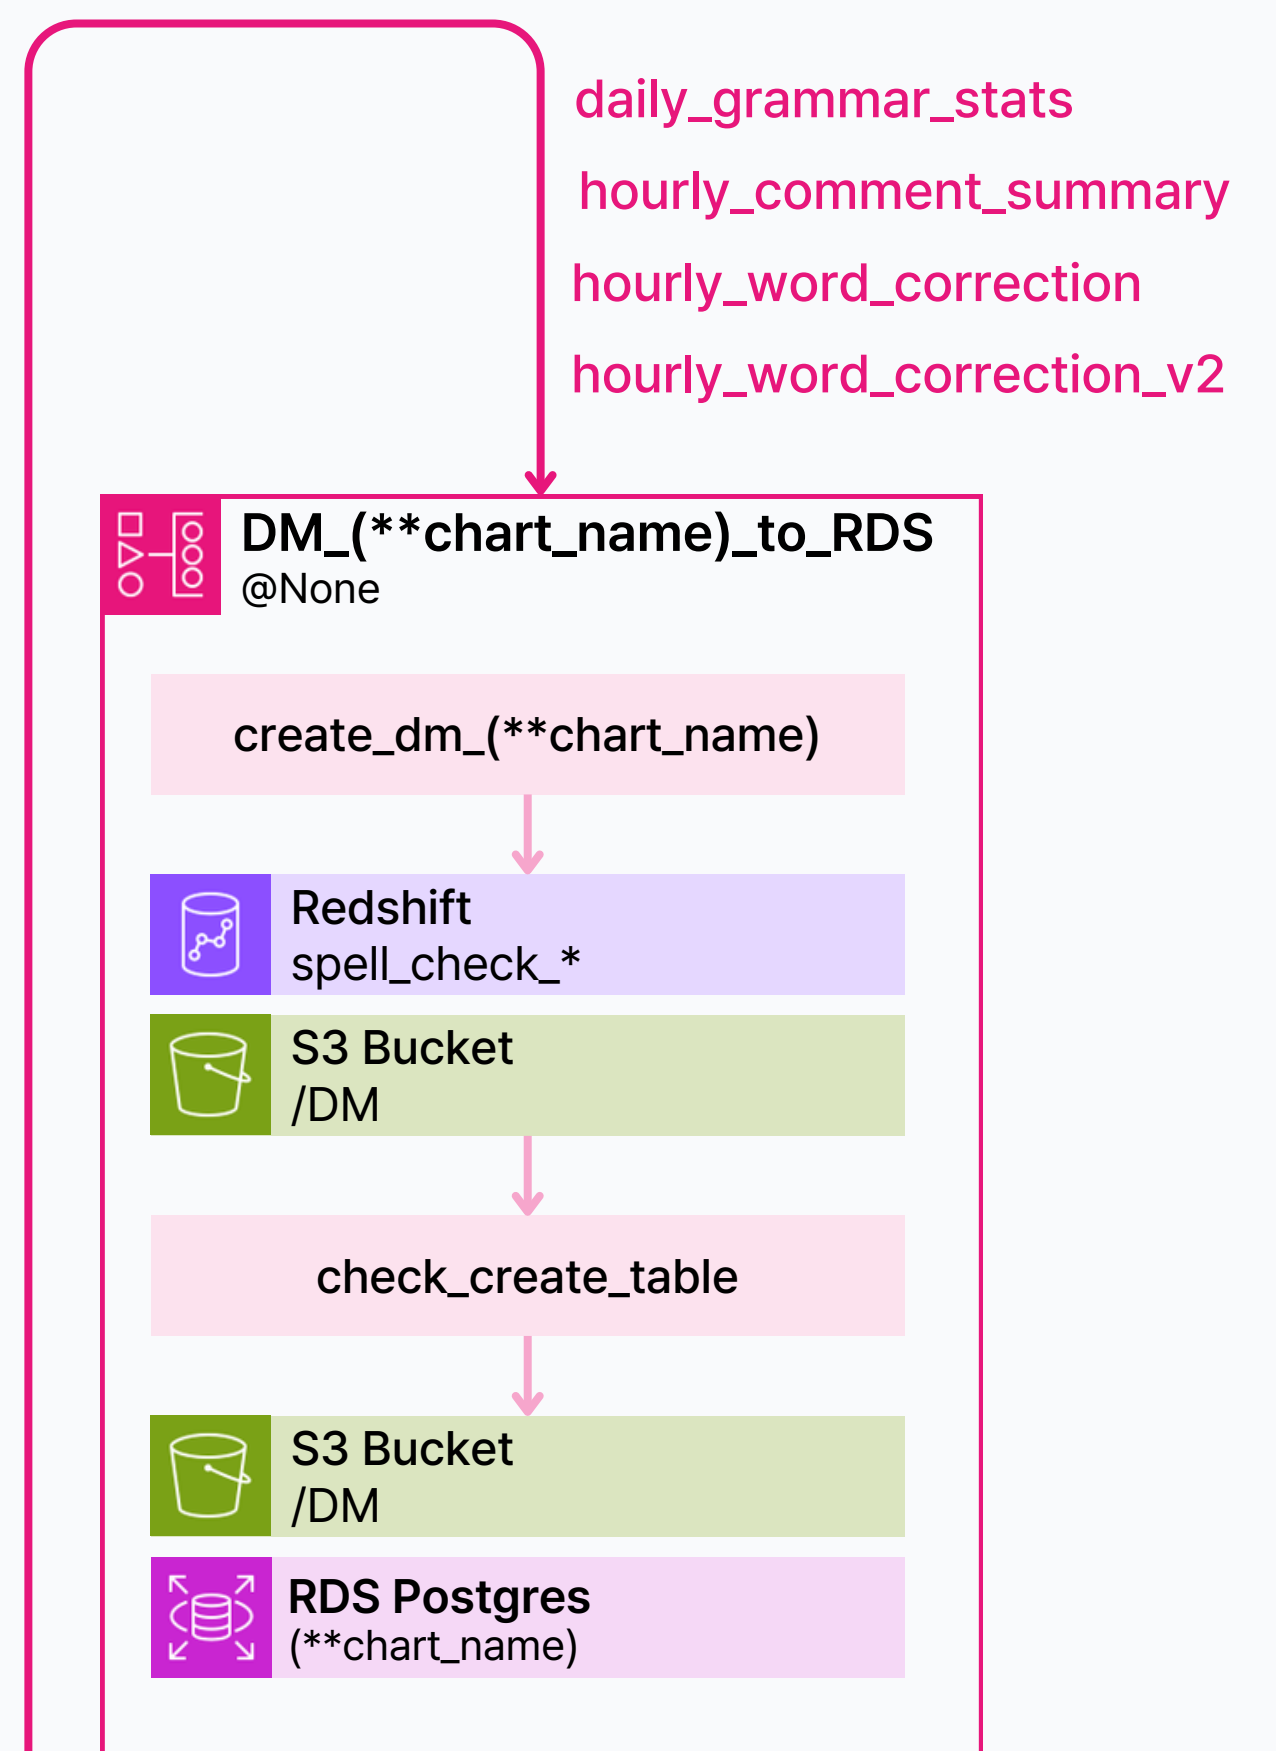 daily_grammar_stats
hourly_comment_summary
hourly_word_correction
hourly_word_correction_v2
DM_(**chart_name)_to_RDS
@None
create_dm_(**chart_name)
Redshift
spell_check_*
S3 Bucket
/DM
check_create_table
S3 Bucket
/DM
RDS Postgres
(**chart_name)